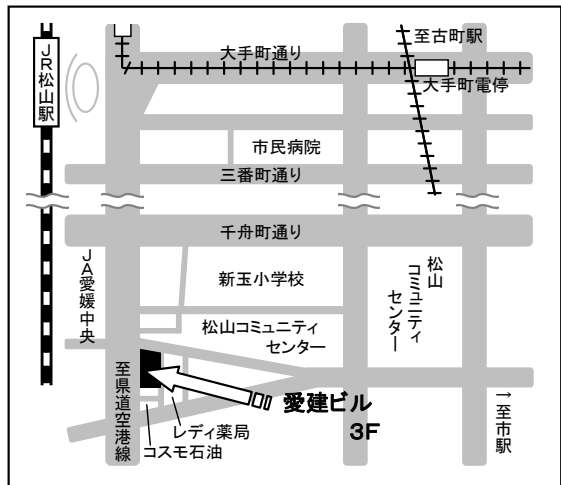 至古町駅
大手町通り
JR松山駅
大手町電停
市民病院
三番町通り
千舟町通り
JA愛媛中央
新玉小学校
松山
コミュニティ
センター
松山コミュニティ
センター
至県道空港線
愛建ビル
3F
レディ薬局
コスモ石油
→至市駅